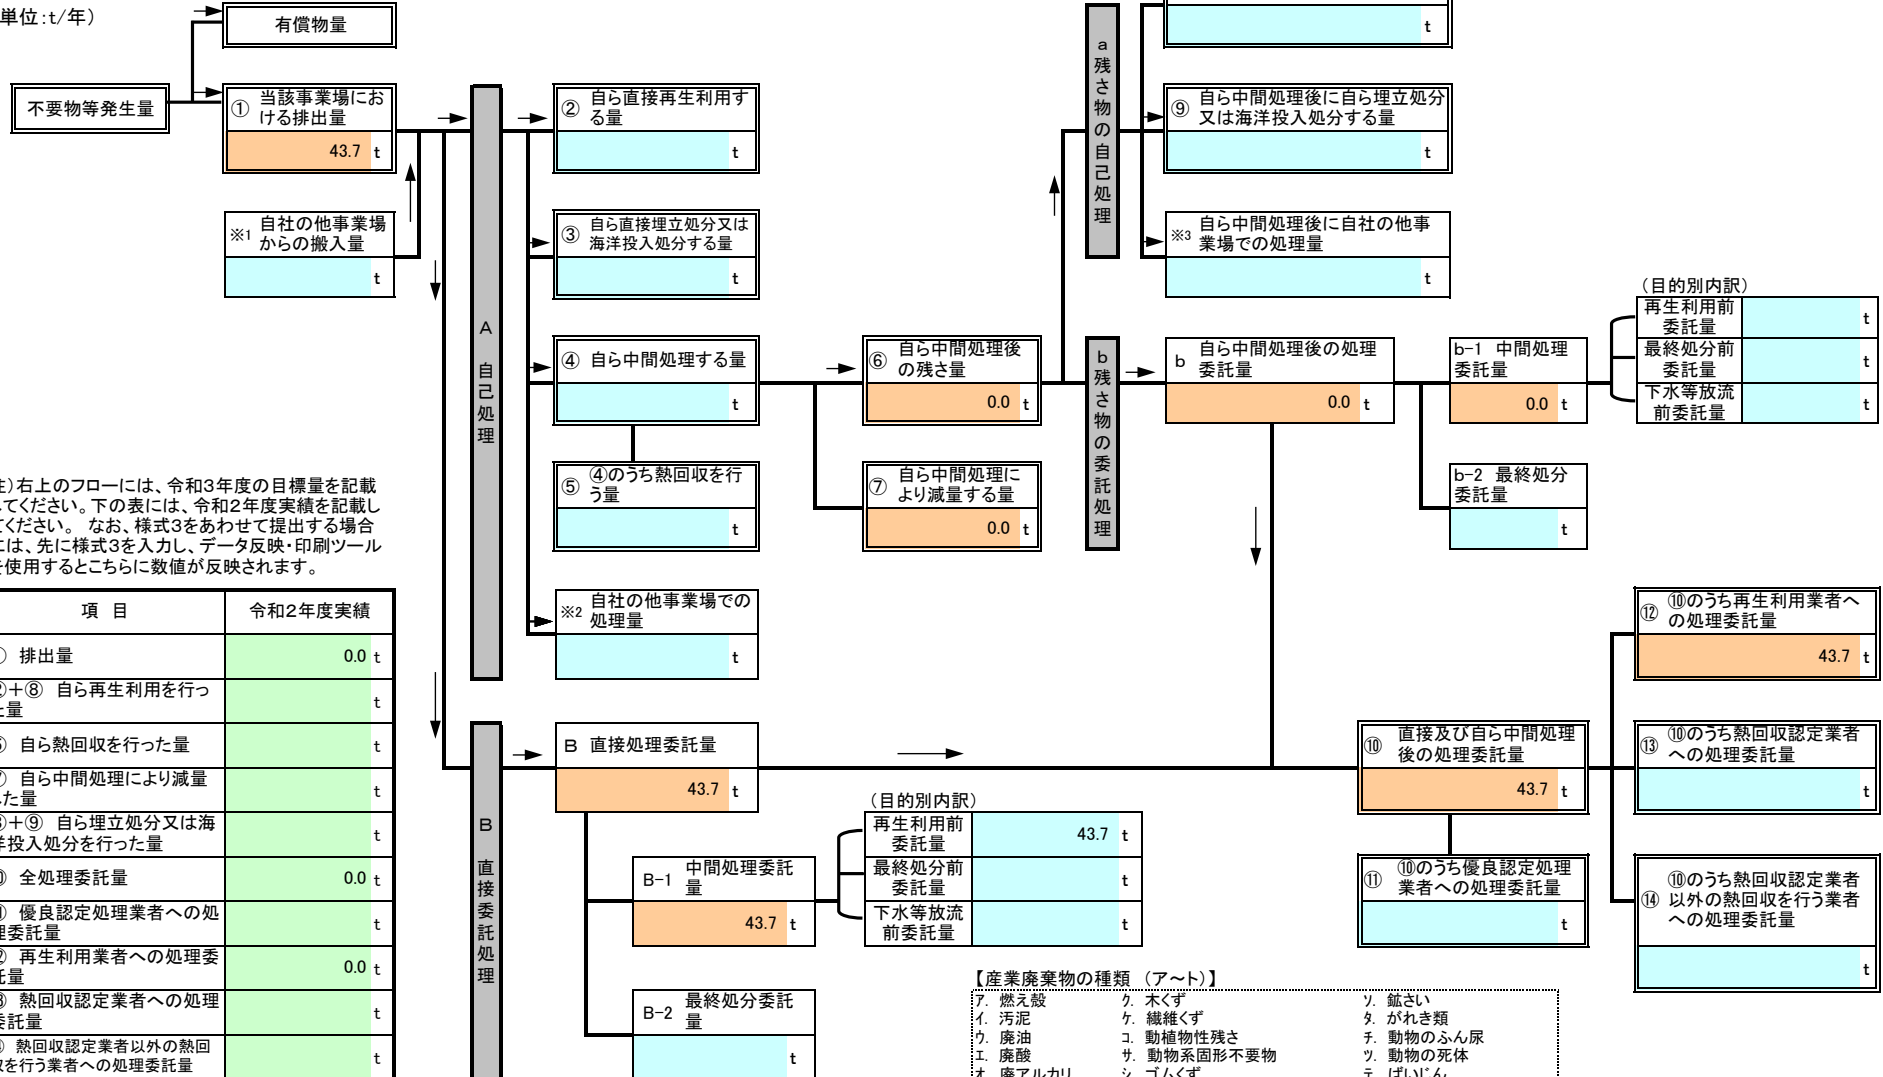 単位:t/年）
有償物量
不要物等発生量
① 当該事業場にお
ける排出量
43.7 t
※1 自社の他事業場
からの搬入量
t
A
自己処理
② 自ら直接再生利用す
る量
t
③ 自ら直接埋立処分又は
海洋投入処分する量
t
④ 自ら中間処理する量
t
⑤ ④のうち熱回収を行
う量
t
※2 自社の他事業場での
処理量
t
⑥ 自ら中間処理後
の残さ量
0.0 t
⑦ 自ら中間処理に
より減量する量
0.0 t
a残さ物の自己処理
t
⑨ 自ら中間処理後に自ら埋立処分
又は海洋投入処分する量
t
※3 自ら中間処理後に自社の他事
業場での処理量
t
b残さ物の委託処理
b 自ら中間処理後の処理
委託量
0.0 t
b-1 中間処理
委託量
0.0 t
b-2 最終処分
委託量
t
（目的別内訳）
再生利用前
委託量
t
最終処分前
委託量
t
下水等放流
前委託量
t
）右上のフローには、令和3年度の目標量を記載
してください。下の表には、令和2年度実績を記載し
てください。 なお、様式3をあわせて提出する場合
には、先に様式3を入力し、データ反映・印刷ツール
を使用するとこちらに数値が反映されます。
項 目 令和2年度実績
排出量 0.0 t
＋⑧ 自ら再生利用を行っ
た量 t
自ら熱回収を行った量 t
自ら中間処理により減量
した量 t
＋⑨ 自ら埋立処分又は海
洋投入処分を行った量 t
全処理委託量 0.0 t
優良認定処理業者への処
理委託量 t
再生利用業者への処理委
託量 0.0 t
熱回収認定業者への処理
委託量 t
熱回収認定業者以外の熱回
収を行う業者への処理委託量 t
B
直接委託処理
B 直接処理委託量
43.7 t
B-1 中間処理委託
量
43.7 t
B-2 最終処分委託
量
t
（目的別内訳）
再生利用前
委託量
43.7 t
最終処分前
委託量
t
下水等放流
前委託量
t
⑩ 直接及び自ら中間処理
後の処理委託量
43.7 t
⑪ ⑩のうち優良認定処理
業者への処理委託量
t
⑫ ⑩のうち再生利用業者へ
の処理委託量
43.7 t
⑬ ⑩のうち熱回収認定業者
への処理委託量
t
⑭ ⑩のうち熱回収認定業者
以外の熱回収を行う業者
への処理委託量
t
【産業廃棄物の種類 （ア～ト）】
ア. 燃え殻 ク. 木くず ソ. 鉱さい
イ. 汚泥 ケ. 繊維くず タ. がれき類
ウ. 廃油 コ. 動植物性残さ チ. 動物のふん尿
エ. 廃酸 サ. 動物系固形不要物 ツ. 動物の死体
オ. 廃アルカリ シ. ゴムくず テ. ばいじん